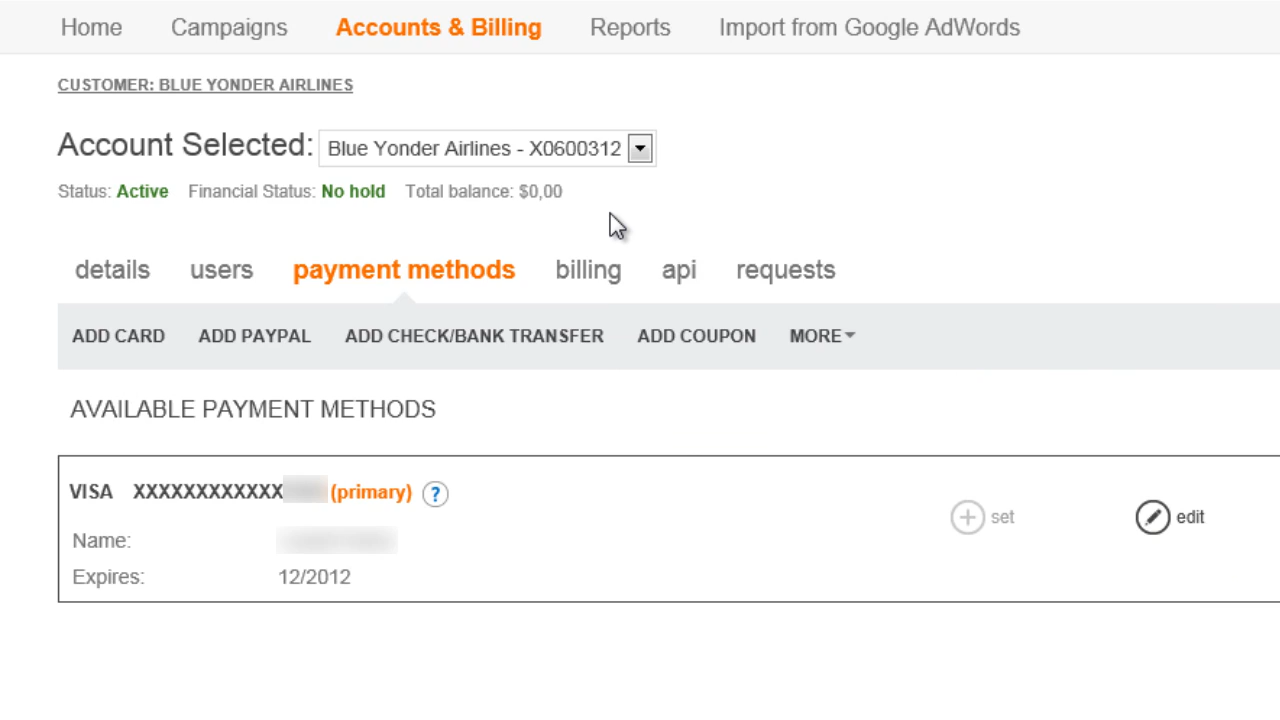 Home Campaigns Accounts & Billing Reports Import from Google AdWords
CUSTOMER: BLUE YONDER AIRLINES
Account Selected: Blue Yonder Airlines - X0600312
Status: Active Financial Status: No hold Total balance: $0,00
details users payment methods billing api requests
ADD CARD ADD PAYPAL ADD CHECK/BANK TRANSFER ADD COUPON MORE
AVAILABLE PAYMENT METHODS
VISA XXXXXXXXXXXX (primary) ?
set edit
Name:
Expires: 12/2012